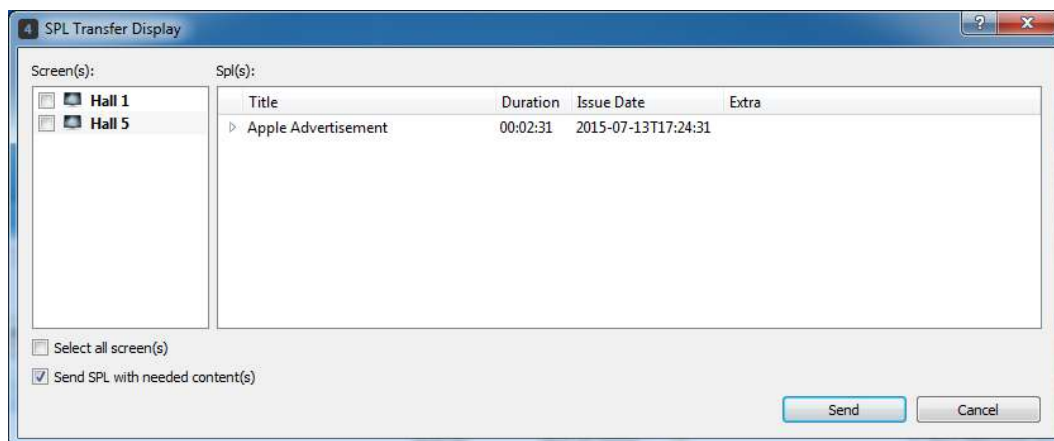 4 SPL Transfer Display
Screen(s):
Spl(s):
Hall 1
Hall 5
Title Duration Issue Date Extra
Apple Advertisement 00:02:31 2015-07-13T17:24:31
Select all screen(s)
Send SPL with needed content(s)
Send Cancel